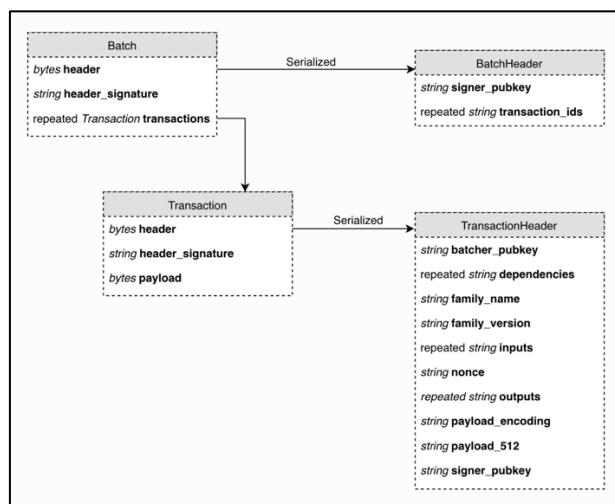 Batch
bytes header
string header_signature
repeated Transaction transactions
Serialized
BatchHeader
string signer_pubkey
repeated string transaction_ids
Transaction
bytes header
string header_signature
bytes payload
Serialized
TransactionHeader
string batcher_pubkey
repeated string dependencies
string family_name
string family_version
repeated string inputs
string nonce
repeated string outputs
string payload_encoding
string payload_512
string signer_pubkey